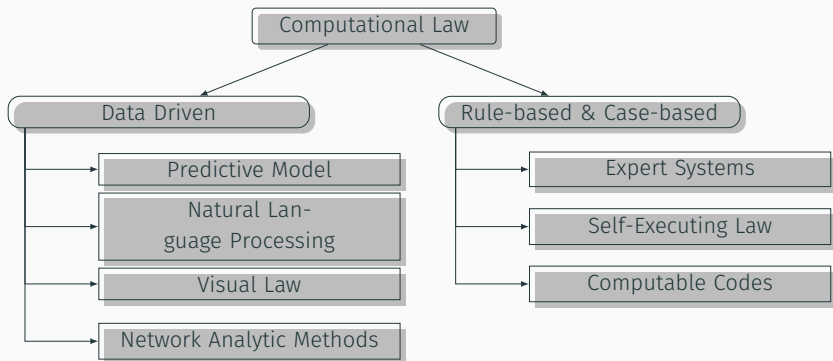 Computational Law
Data Driven
Predictive Model
Natural Lan-
guage Processing
Visual Law
Network Analytic Methods
Rule-based & Case-based
Expert Systems
Self-Executing Law
Computable Codes